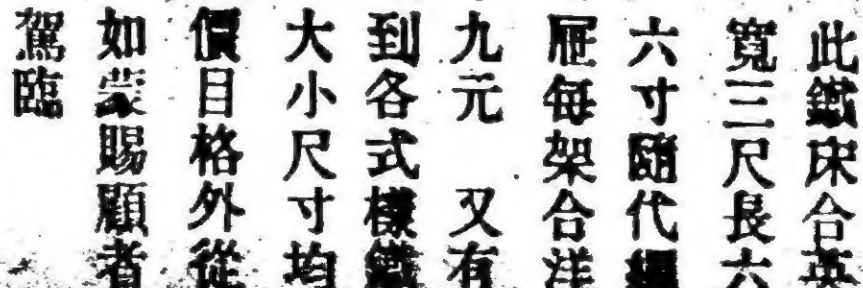 此鐵床合英
寬三尺長六
六寸隨代繃
屉每架合洋
九元 又有
到各式樣鐵
大小尺寸均
價目格外從
如蒙賜顧者
駕臨